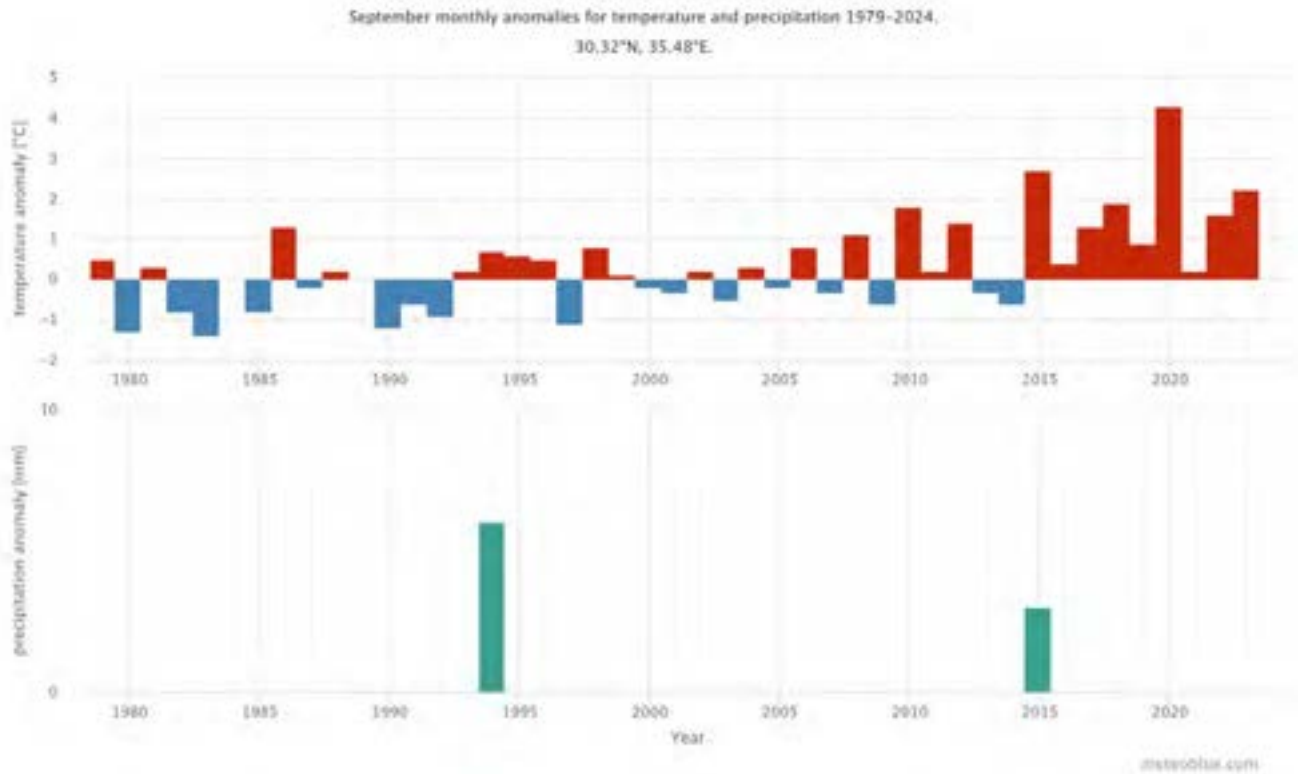 September monthly anomalies for temperature and precipitation 1979-2024.
30.32°N, 35.48°E.
temperature anomaly [°C]
5
4
3
2
1
0
-1
-2
1980 1985 1990 1995 2000 2005 2010 2015 2020
precipitation anomaly [mm]
10
0
1980 1985 1990 1995 2000 2005 2010 2015 2020
Year
meteoblue.com